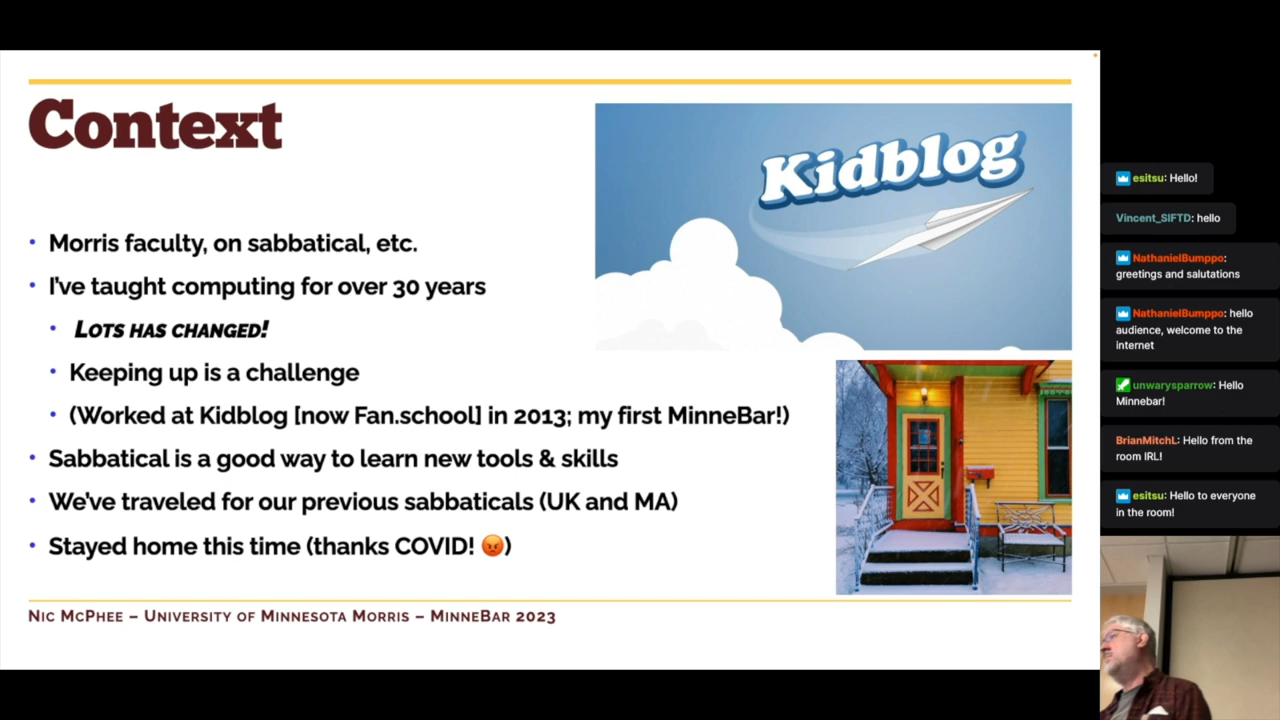 Context
Kidblog
• Morris faculty, on sabbatical, etc.
• I've taught computing for over 30 years
• LOTS HAS CHANGED!
• Keeping up is a challenge
• (Worked at Kidblog [now Fan.school] in 2013; my first MinneBar!)
• Sabbatical is a good way to learn new tools & skills
• We've traveled for our previous sabbaticals (UK and MA)
• Stayed home this time (thanks COVID! 😡)
NIC MCPHEE – UNIVERSITY OF MINNESOTA MORRIS – MINNEBAR 2023
esitsu: Hello!
Vincent_SIFTD: hello
NathanielBumppo:
greetings and salutations
NathanielBumppo: hello
audience, welcome to the
internet
unwarysparrow: Hello
Minnebar!
BrianMitchL: Hello from the
room IRL!
esitsu: Hello to everyone
in the room!